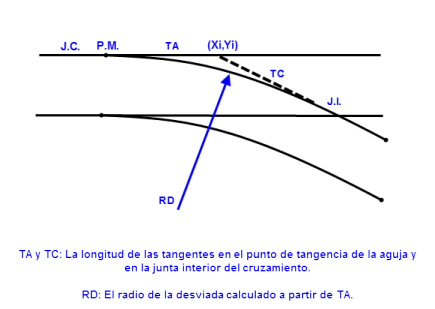 J.C. P.M. TA (Xi,Yi)
TC
J.I.
RD
TA y TC: La longitud de las tangentes en el punto de tangencia de la aguja y
en la junta interior del cruzamiento.
RD: El radio de la desviada calculado a partir de TA.